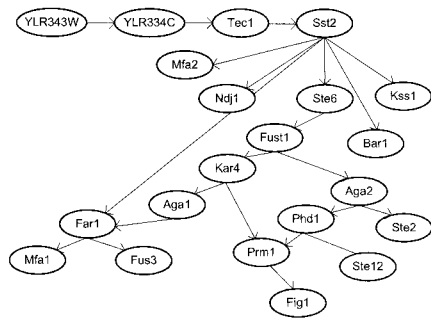 YLR343W YLR334C Tec1 Sst2
Mfa2
Ndj1 Ste6 Kss1
Fust1 Bar1
Kar4
Aga1 Aga2
Far1 Phd1 Ste2
Mfa1 Fus3 Prm1 Ste12
Fig1